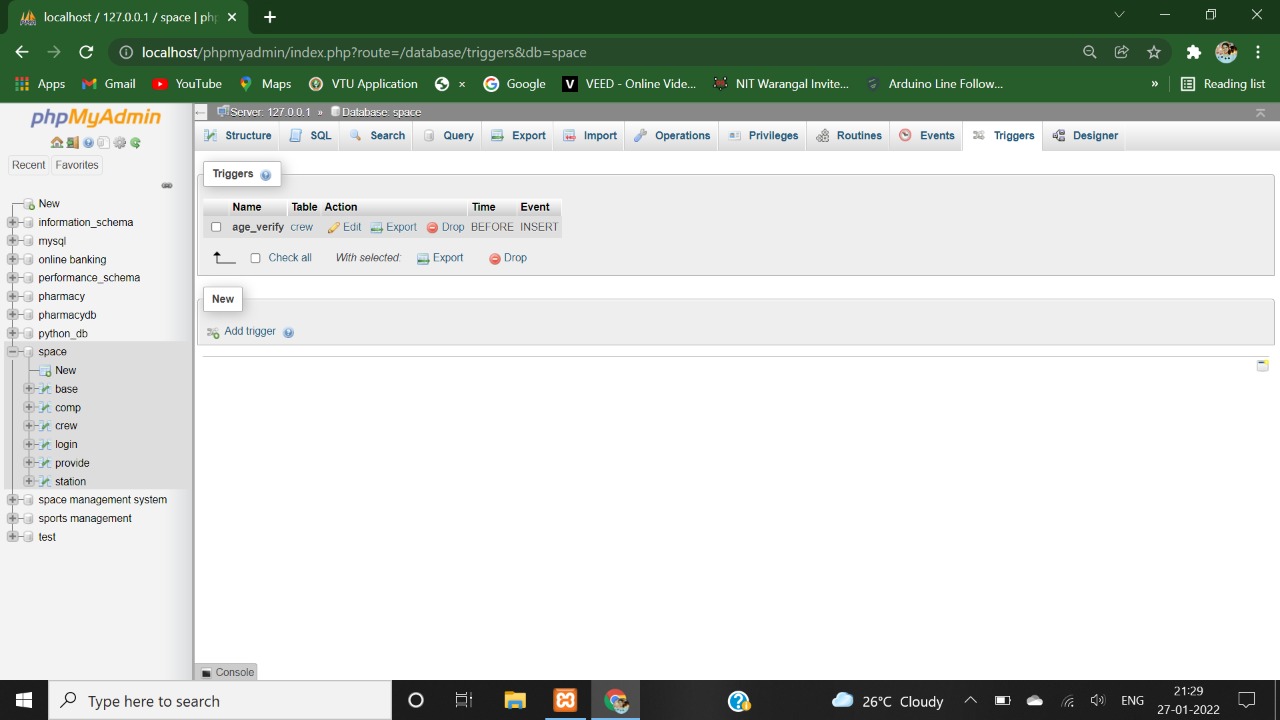 localhost / 127.0.0.1 / space | php
localhost/phpmyadmin/index.php?route=/database/triggers&db=space
Apps Gmail YouTube Maps VTU Application Google VEED - Online Vide... NIT Warangal Invite... Arduino Line Follow... » Reading list
phpMyAdmin
Server: 127.0.0.1 » Database: space
Structure SQL Search Query Export Import Operations Privileges Routines Events Triggers Designer
Recent Favorites
New
information_schema
mysql
online banking
performance_schema
pharmacy
pharmacydb
python_db
space
New
base
comp
crew
login
provide
station
space management system
sports management
test
Triggers
Name Table Action Time Event
age_verify crew Edit Export Drop BEFORE INSERT
Check all With selected: Export Drop
New
Add trigger
Console
Type here to search
26°C Cloudy
ENG
21:29
27-01-2022